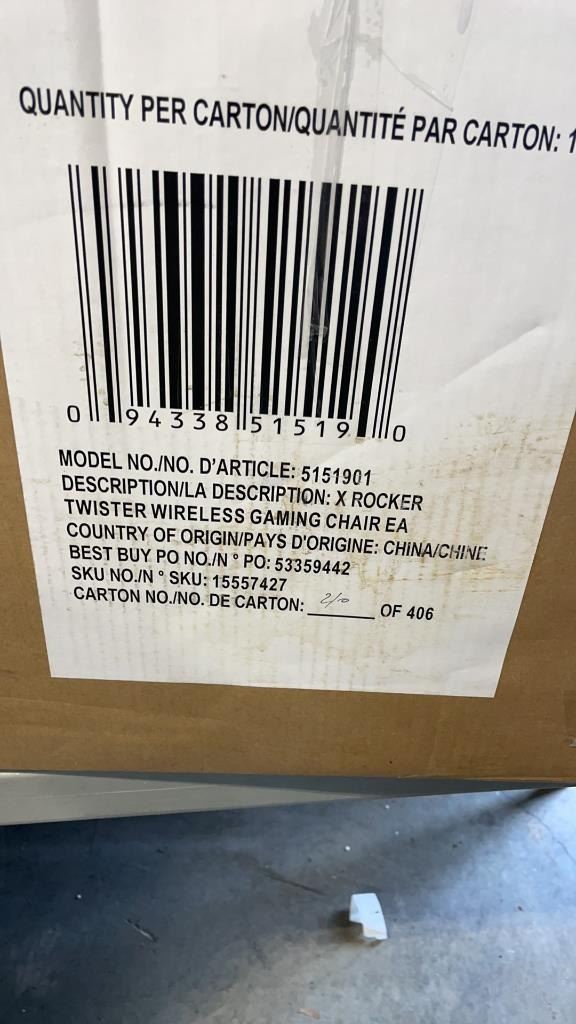 QUANTITY PER CARTON/QUANTITÉ PAR CARTON: 1
0 94338 51519 0
MODEL NO./NO. D'ARTICLE: 5151901
DESCRIPTION/LA DESCRIPTION: X ROCKER
TWISTER WIRELESS GAMING CHAIR EA
COUNTRY OF ORIGIN/PAYS D'ORIGINE: CHINA/CHINE
BEST BUY PO NO./N° PO: 53359442
SKU NO./N° SKU: 15557427
CARTON NO./NO. DE CARTON: OF 406